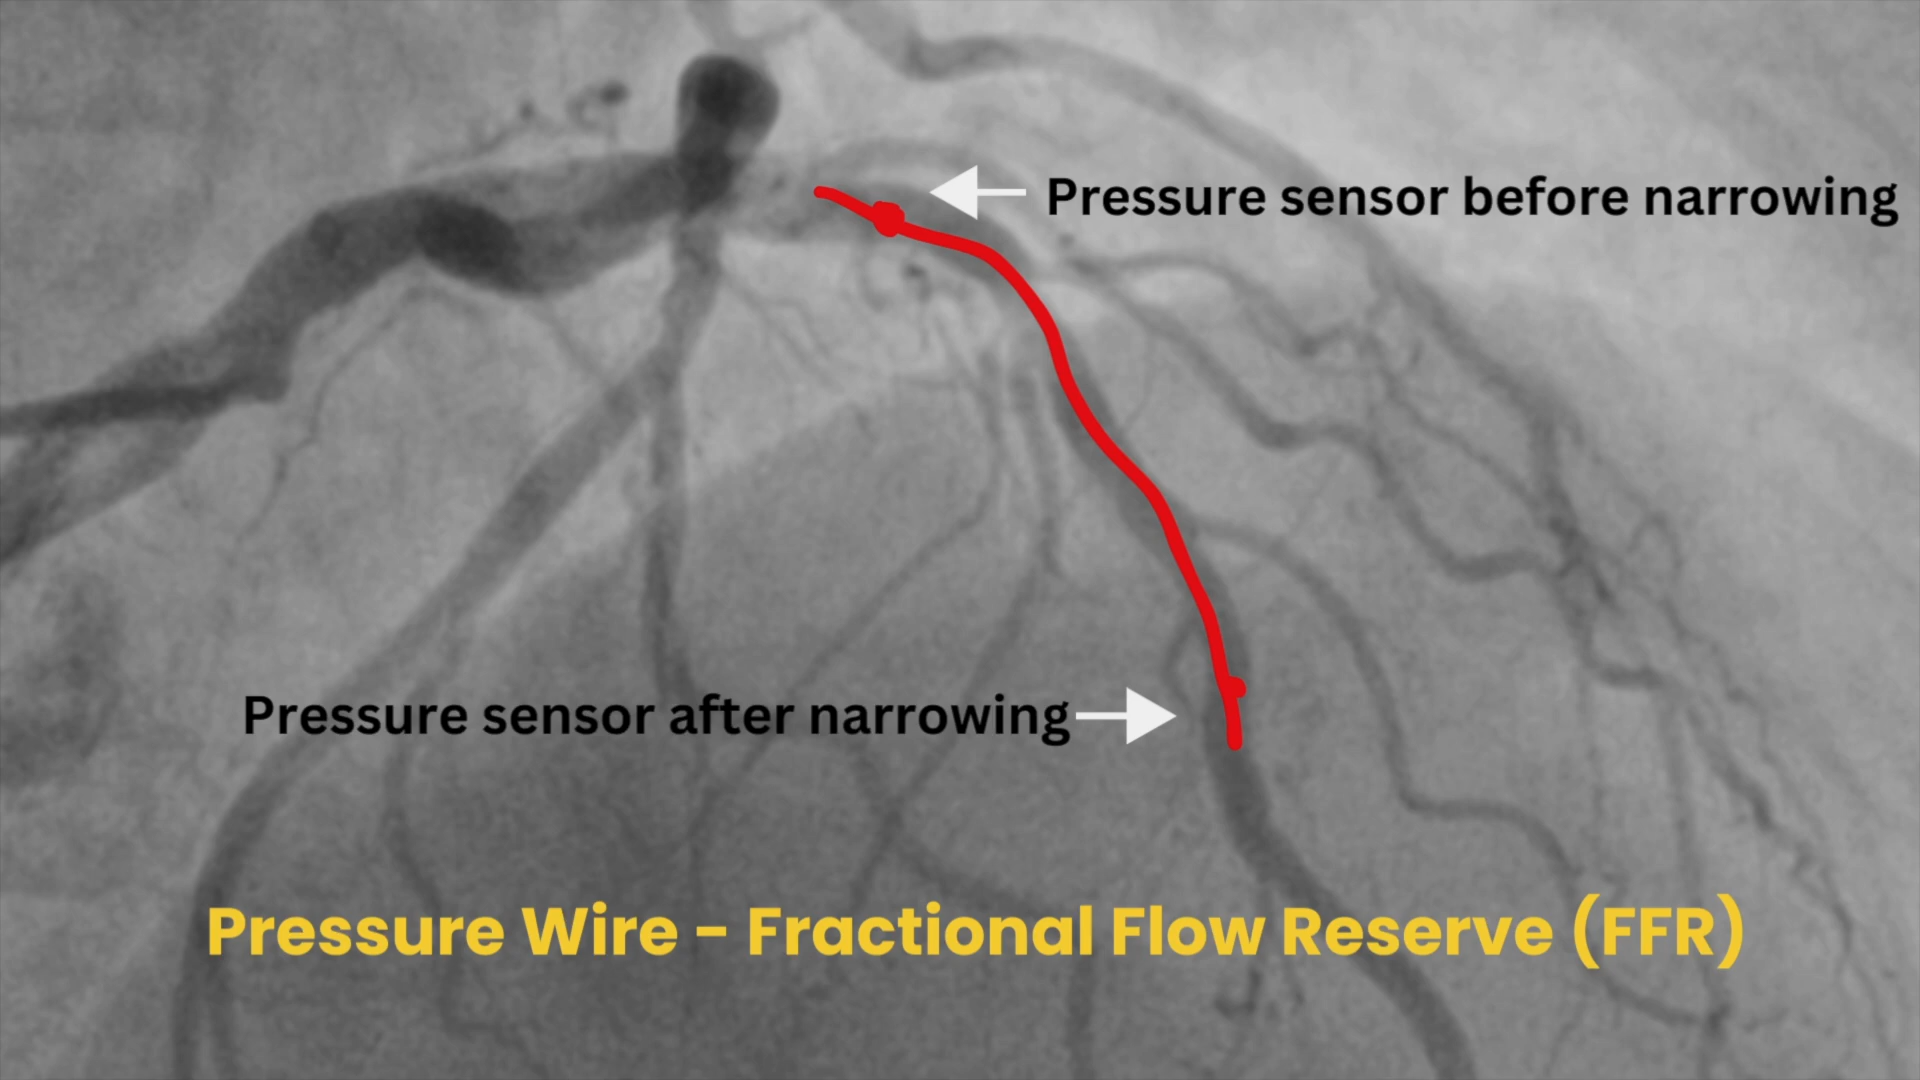 Pressure sensor before narrowing
Pressure sensor after narrowing
Pressure Wire - Fractional Flow Reserve (FFR)